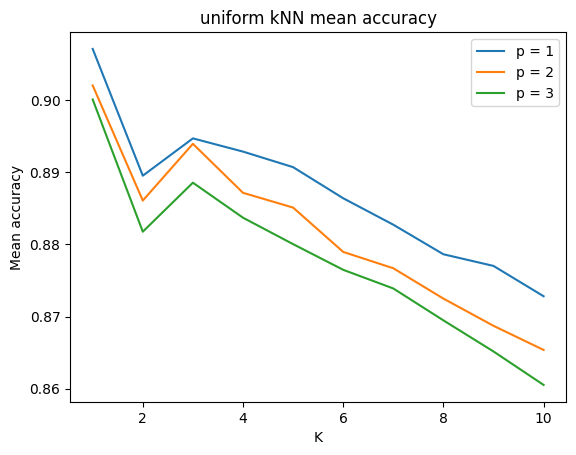 uniform kNN mean accuracy
p = 1
p = 2
p = 3
Mean accuracy
0.90
0.89
0.88
0.87
0.86
2
4
6
8
10
K